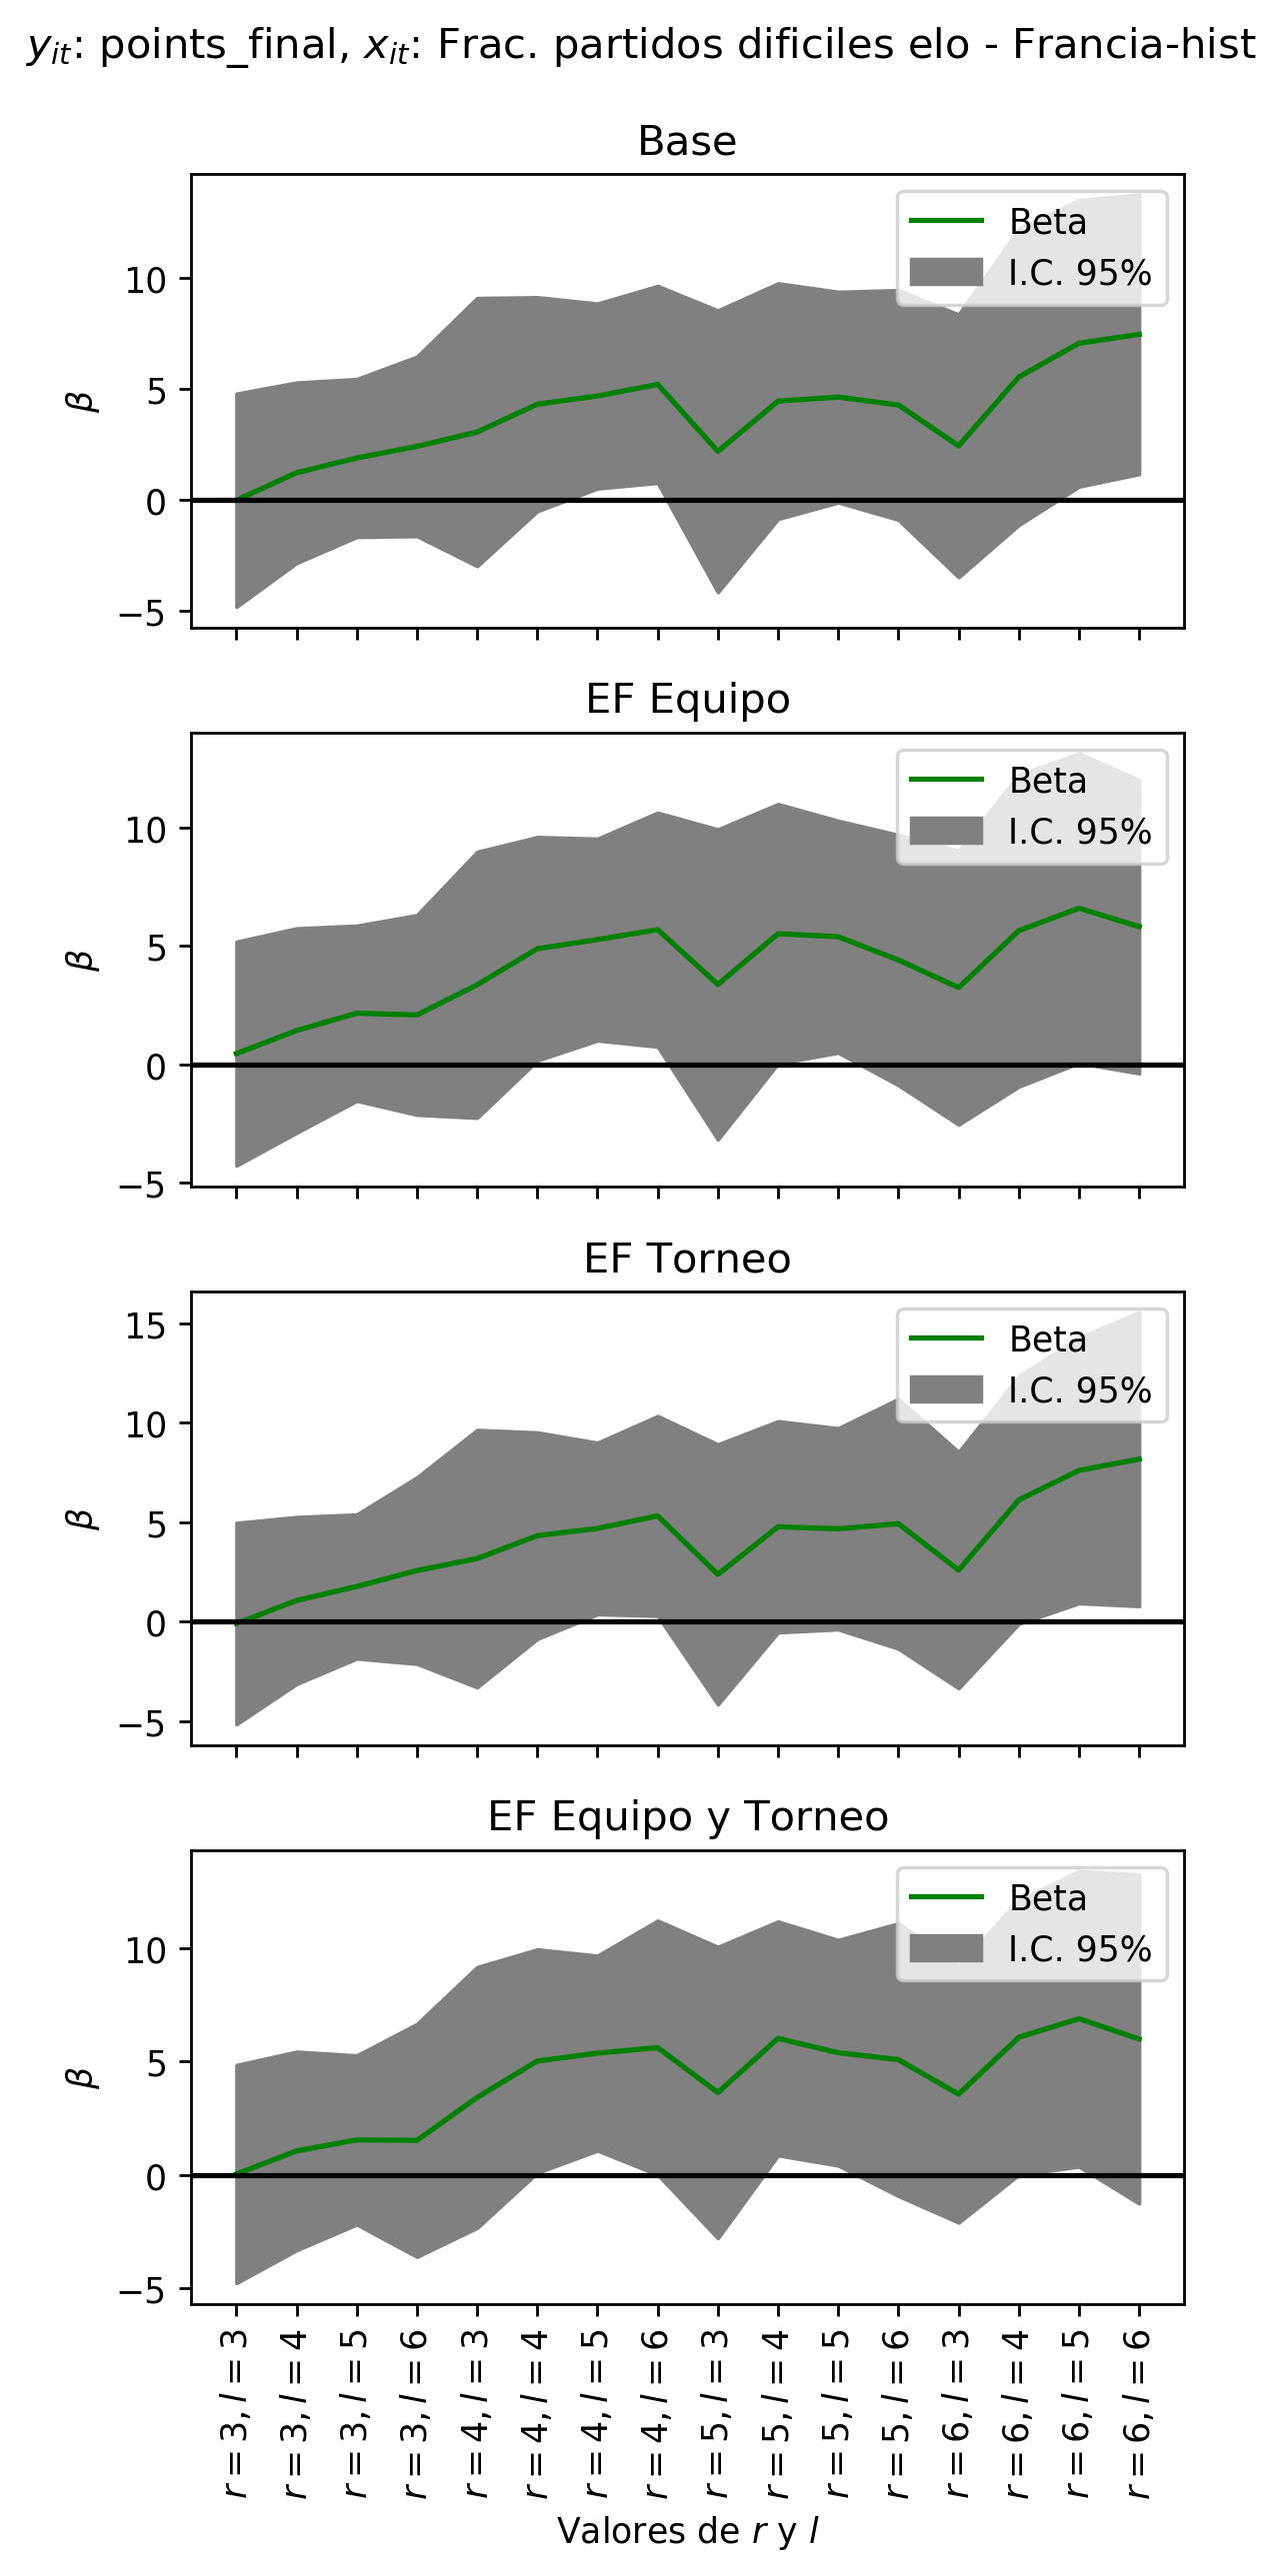 y_it: points_final, x_it: Frac. partidos dificiles elo - Francia-hist
Base
Beta
I.C. 95%
10
5
0
−5
β
EF Equipo
Beta
I.C. 95%
10
5
0
−5
β
EF Torneo
Beta
I.C. 95%
15
10
5
0
−5
β
EF Equipo y Torneo
Beta
I.C. 95%
10
5
0
−5
β
r = 3, l = 3
r = 3, l = 4
r = 3, l = 5
r = 3, l = 6
r = 4, l = 3
r = 4, l = 4
r = 4, l = 5
r = 4, l = 6
r = 5, l = 3
r = 5, l = 4
r = 5, l = 5
r = 5, l = 6
r = 6, l = 3
r = 6, l = 4
r = 6, l = 5
r = 6, l = 6
Valores de r y l